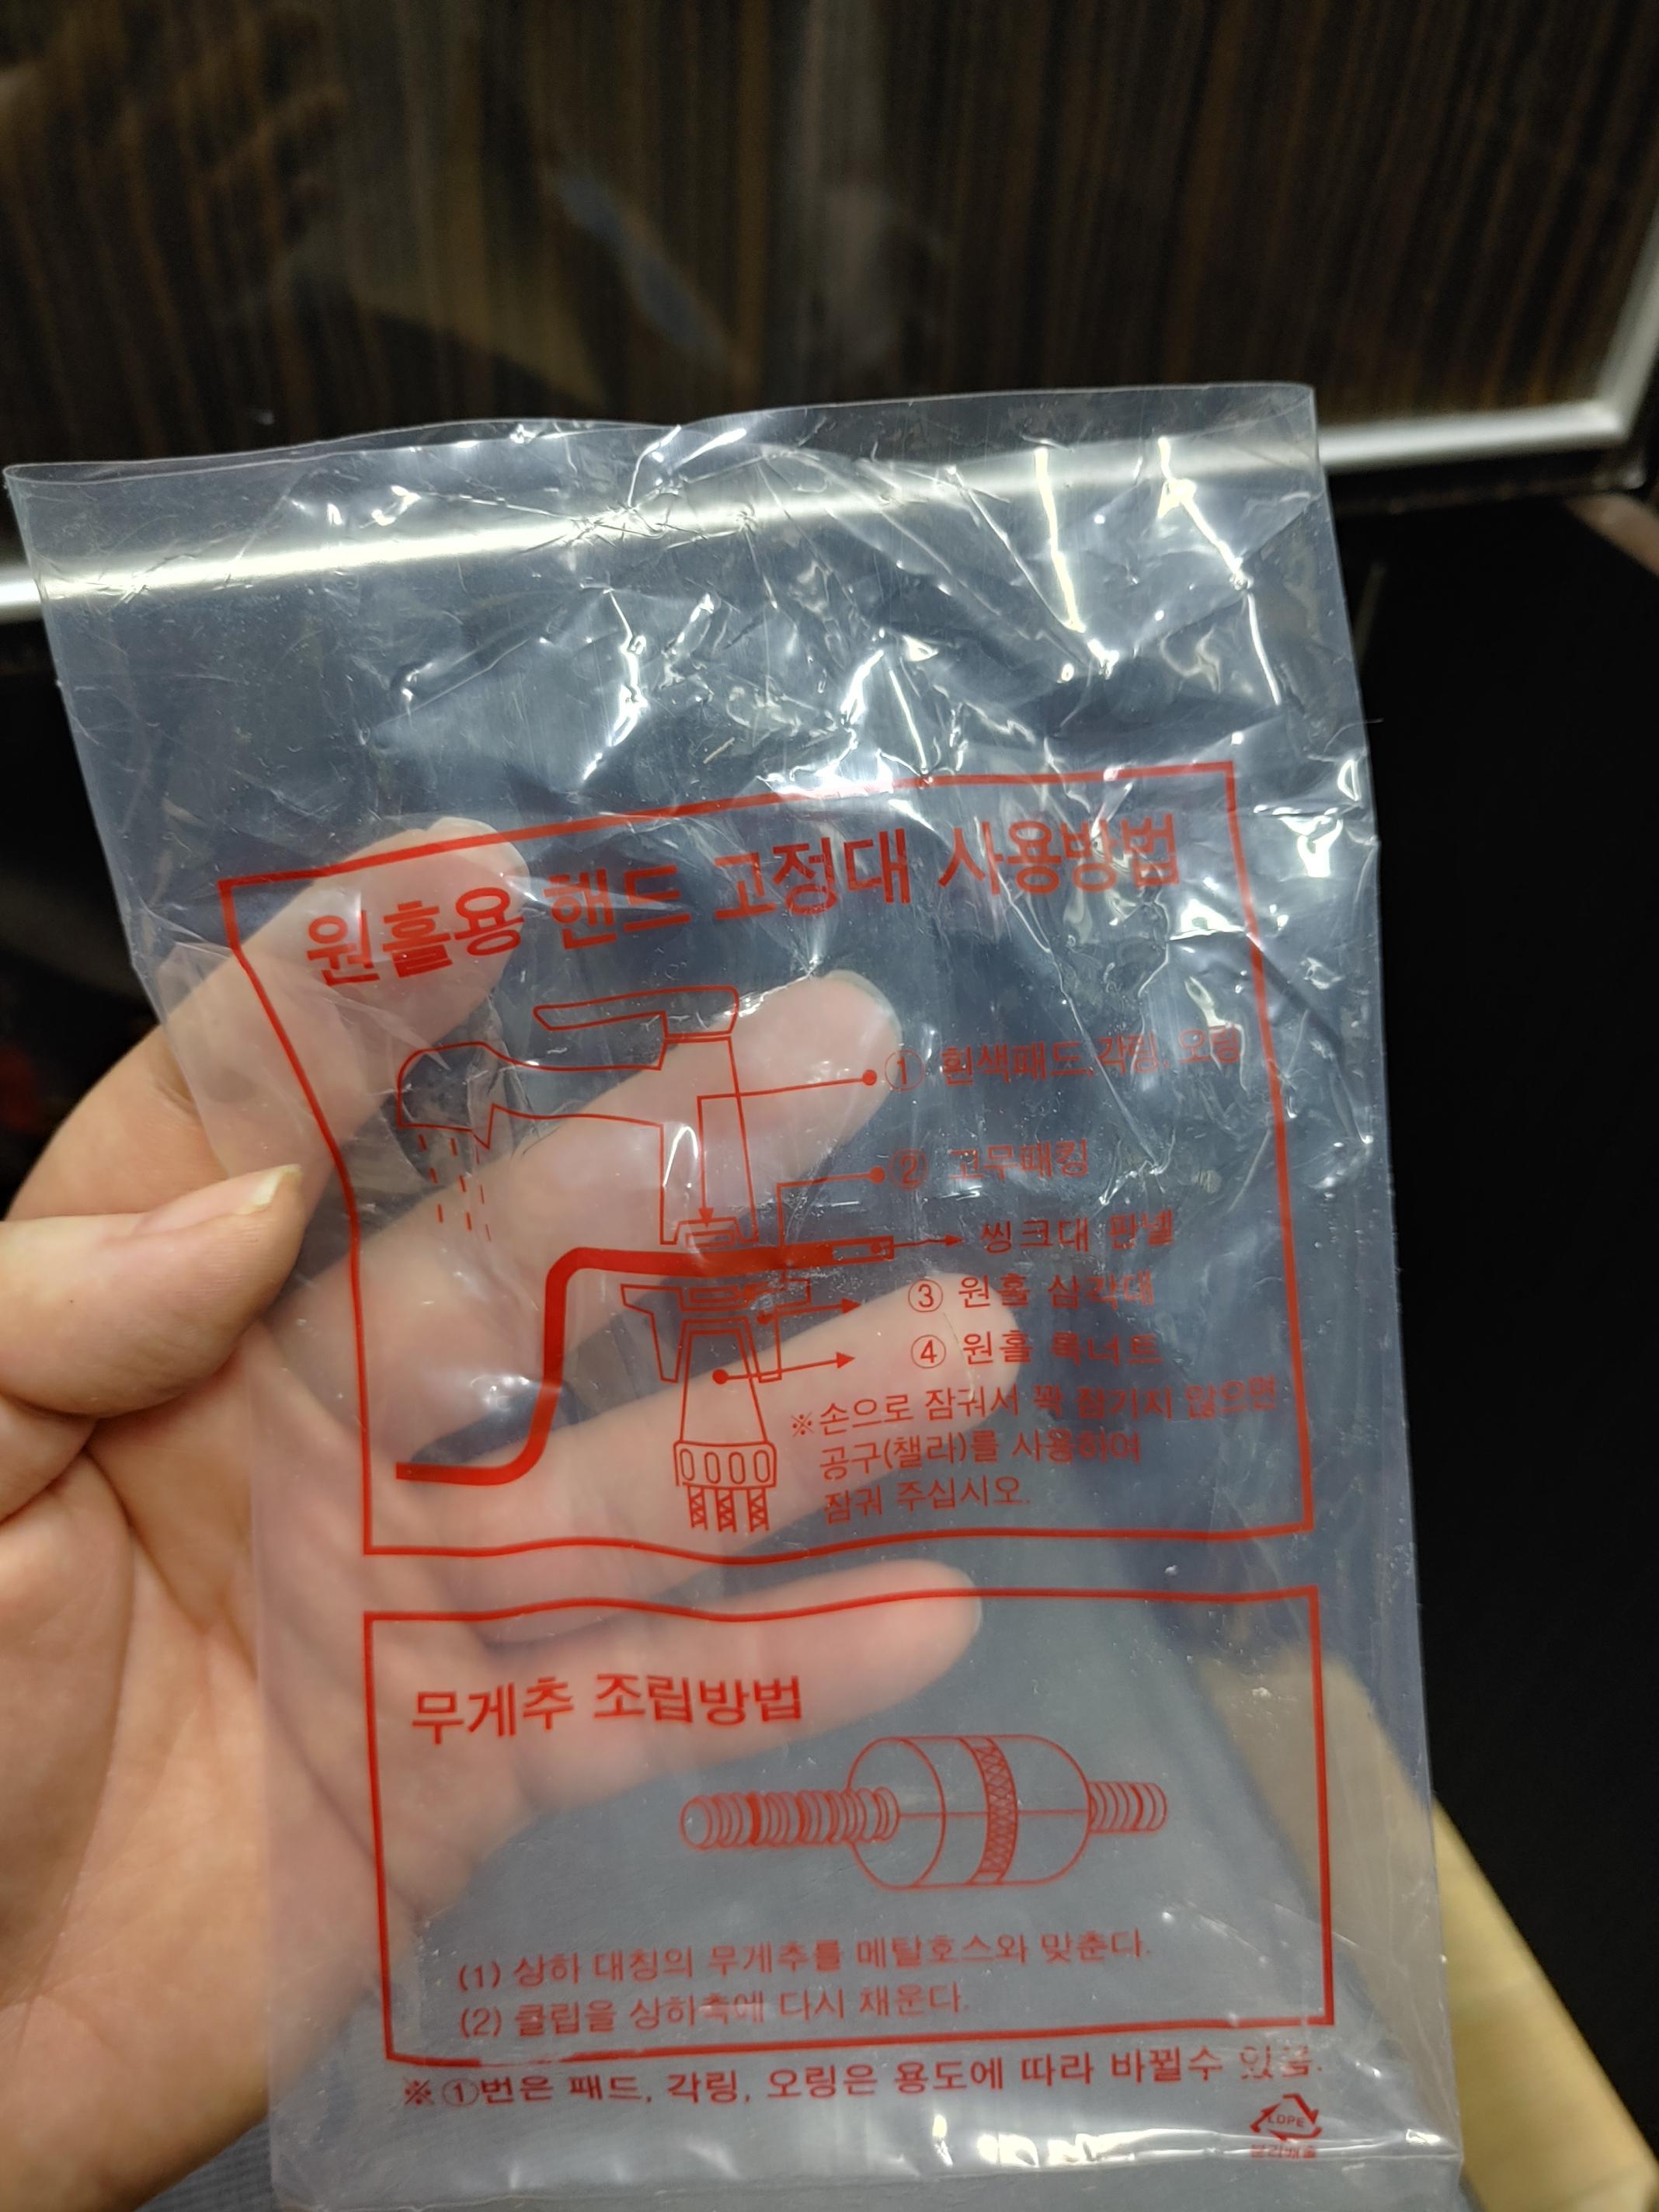 원홀용 핸드 고정대 사용방법
① 흰색패드,각링, 오링
② 고무패킹
씽크대 판넬
③ 원홀 삼각대
④ 원홀 록너트
※손으로 잠궈서 꽉 잠기지 않으면
공구(챌라)를 사용하여
잠궈 주십시오.
무게추 조립방법
(1) 상하 대칭의 무게추를 메탈호스와 맞춘다.
(2) 클립을 상하측에 다시 채운다.
※①번은 패드, 각링, 오링은 용도에 따라 바뀔수 있음.
LDPE
분리배출